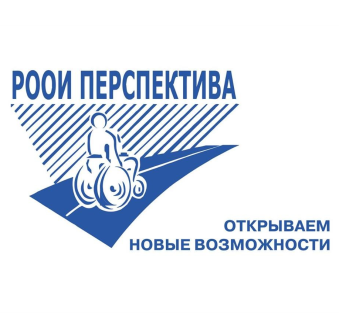 РООИ ПЕРСПЕКТИВА
ОТКРЫВАЕМ
НОВЫЕ ВОЗМОЖНОСТИ